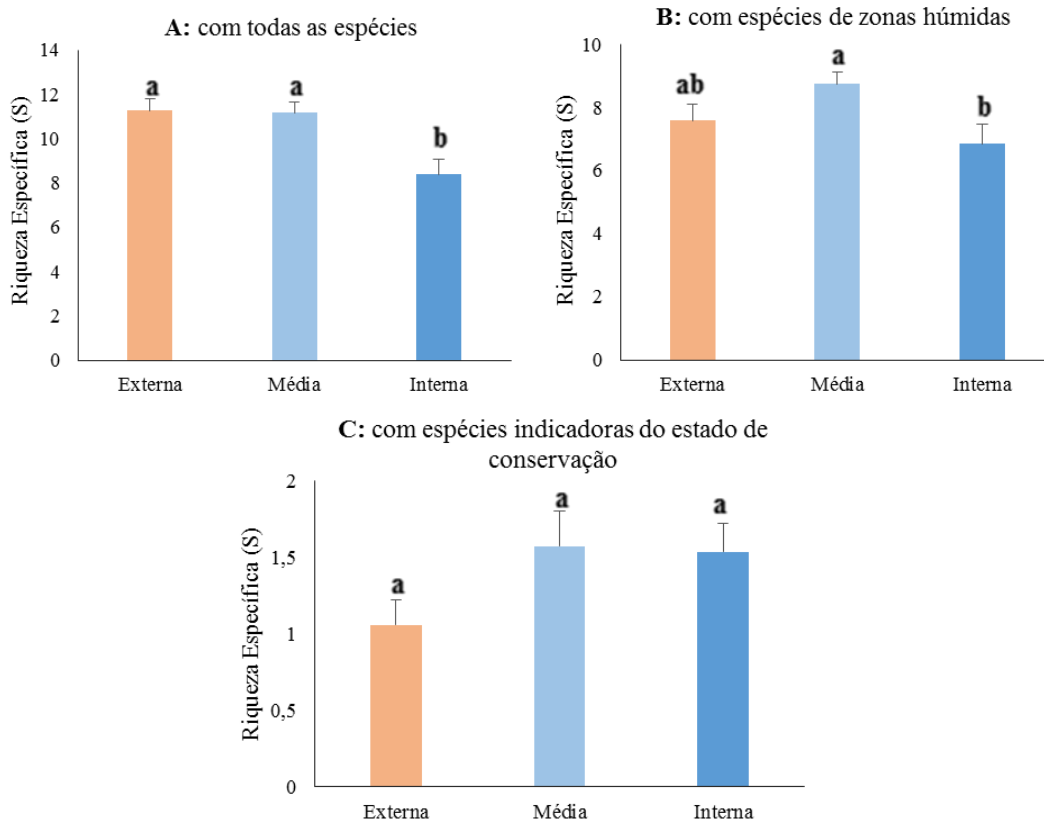 A: com todas as espécies
Riqueza Específica (S)
14
12
10
8
6
4
2
0
a
a
b
Externa
Média
Interna
B: com espécies de zonas húmidas
Riqueza Específica (S)
10
8
6
4
2
0
ab
a
b
Externa
Média
Interna
C: com espécies indicadoras do estado de
conservação
Riqueza Específica (S)
2
1,5
1
0,5
0
a
a
a
Externa
Média
Interna